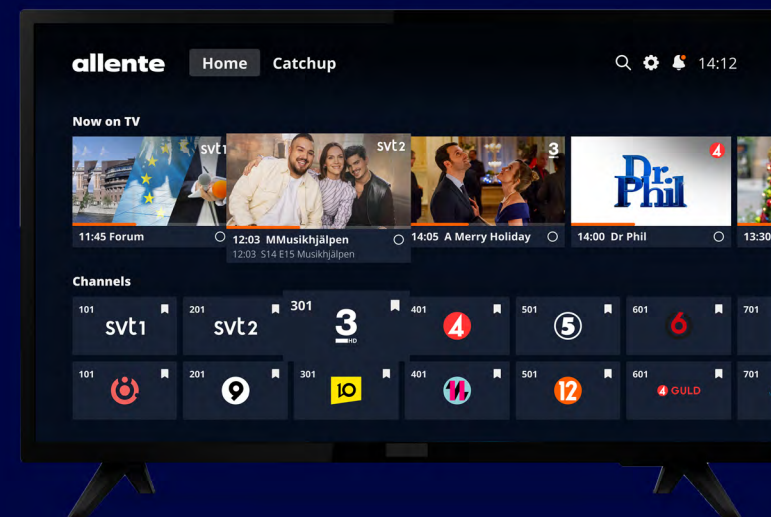 allente Home Catchup 14:12
Now on TV
svt1 svt2 3 4
Dr.
Phil
11:45 Forum 12:03 MMusikhjälpen 14:05 A Merry Holiday 14:00 Dr Phil 13:30
12:03 S14 E15 Musikhjälpen
Channels
101 201 301 401 501 601 701
svt1 svt2 3 4 5 6
HD
101 201 301 401 501 601 701
9 10 11 12 4 GULD